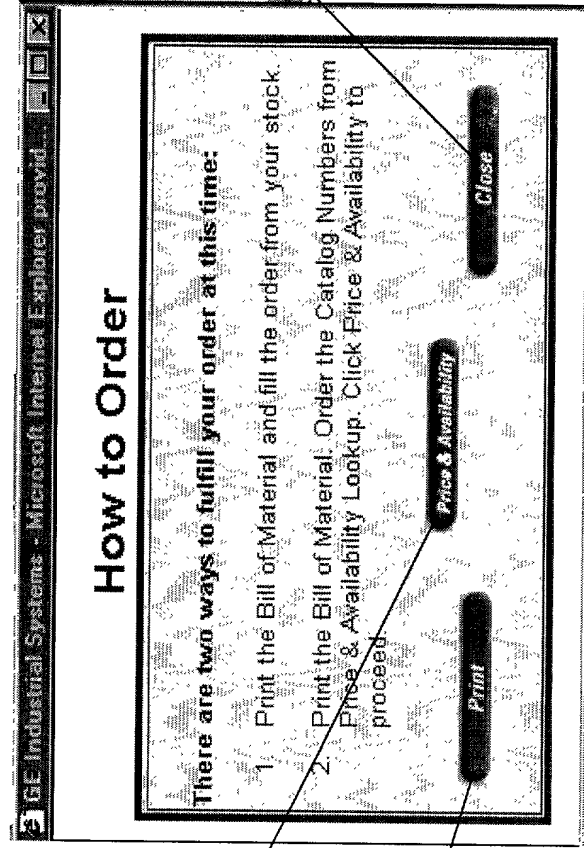 GE Industrial Systems - Microsoft Internet Explorer provid...
How to Order
There are two ways to fulfill your order at this time:
1. Print the Bill of Material and fill the order from your stock.
2. Print the Bill of Material. Order the Catalog Numbers from
Price & Availability Lookup. Click Price & Availability to
proceed.
Print
Price & Availability
Close